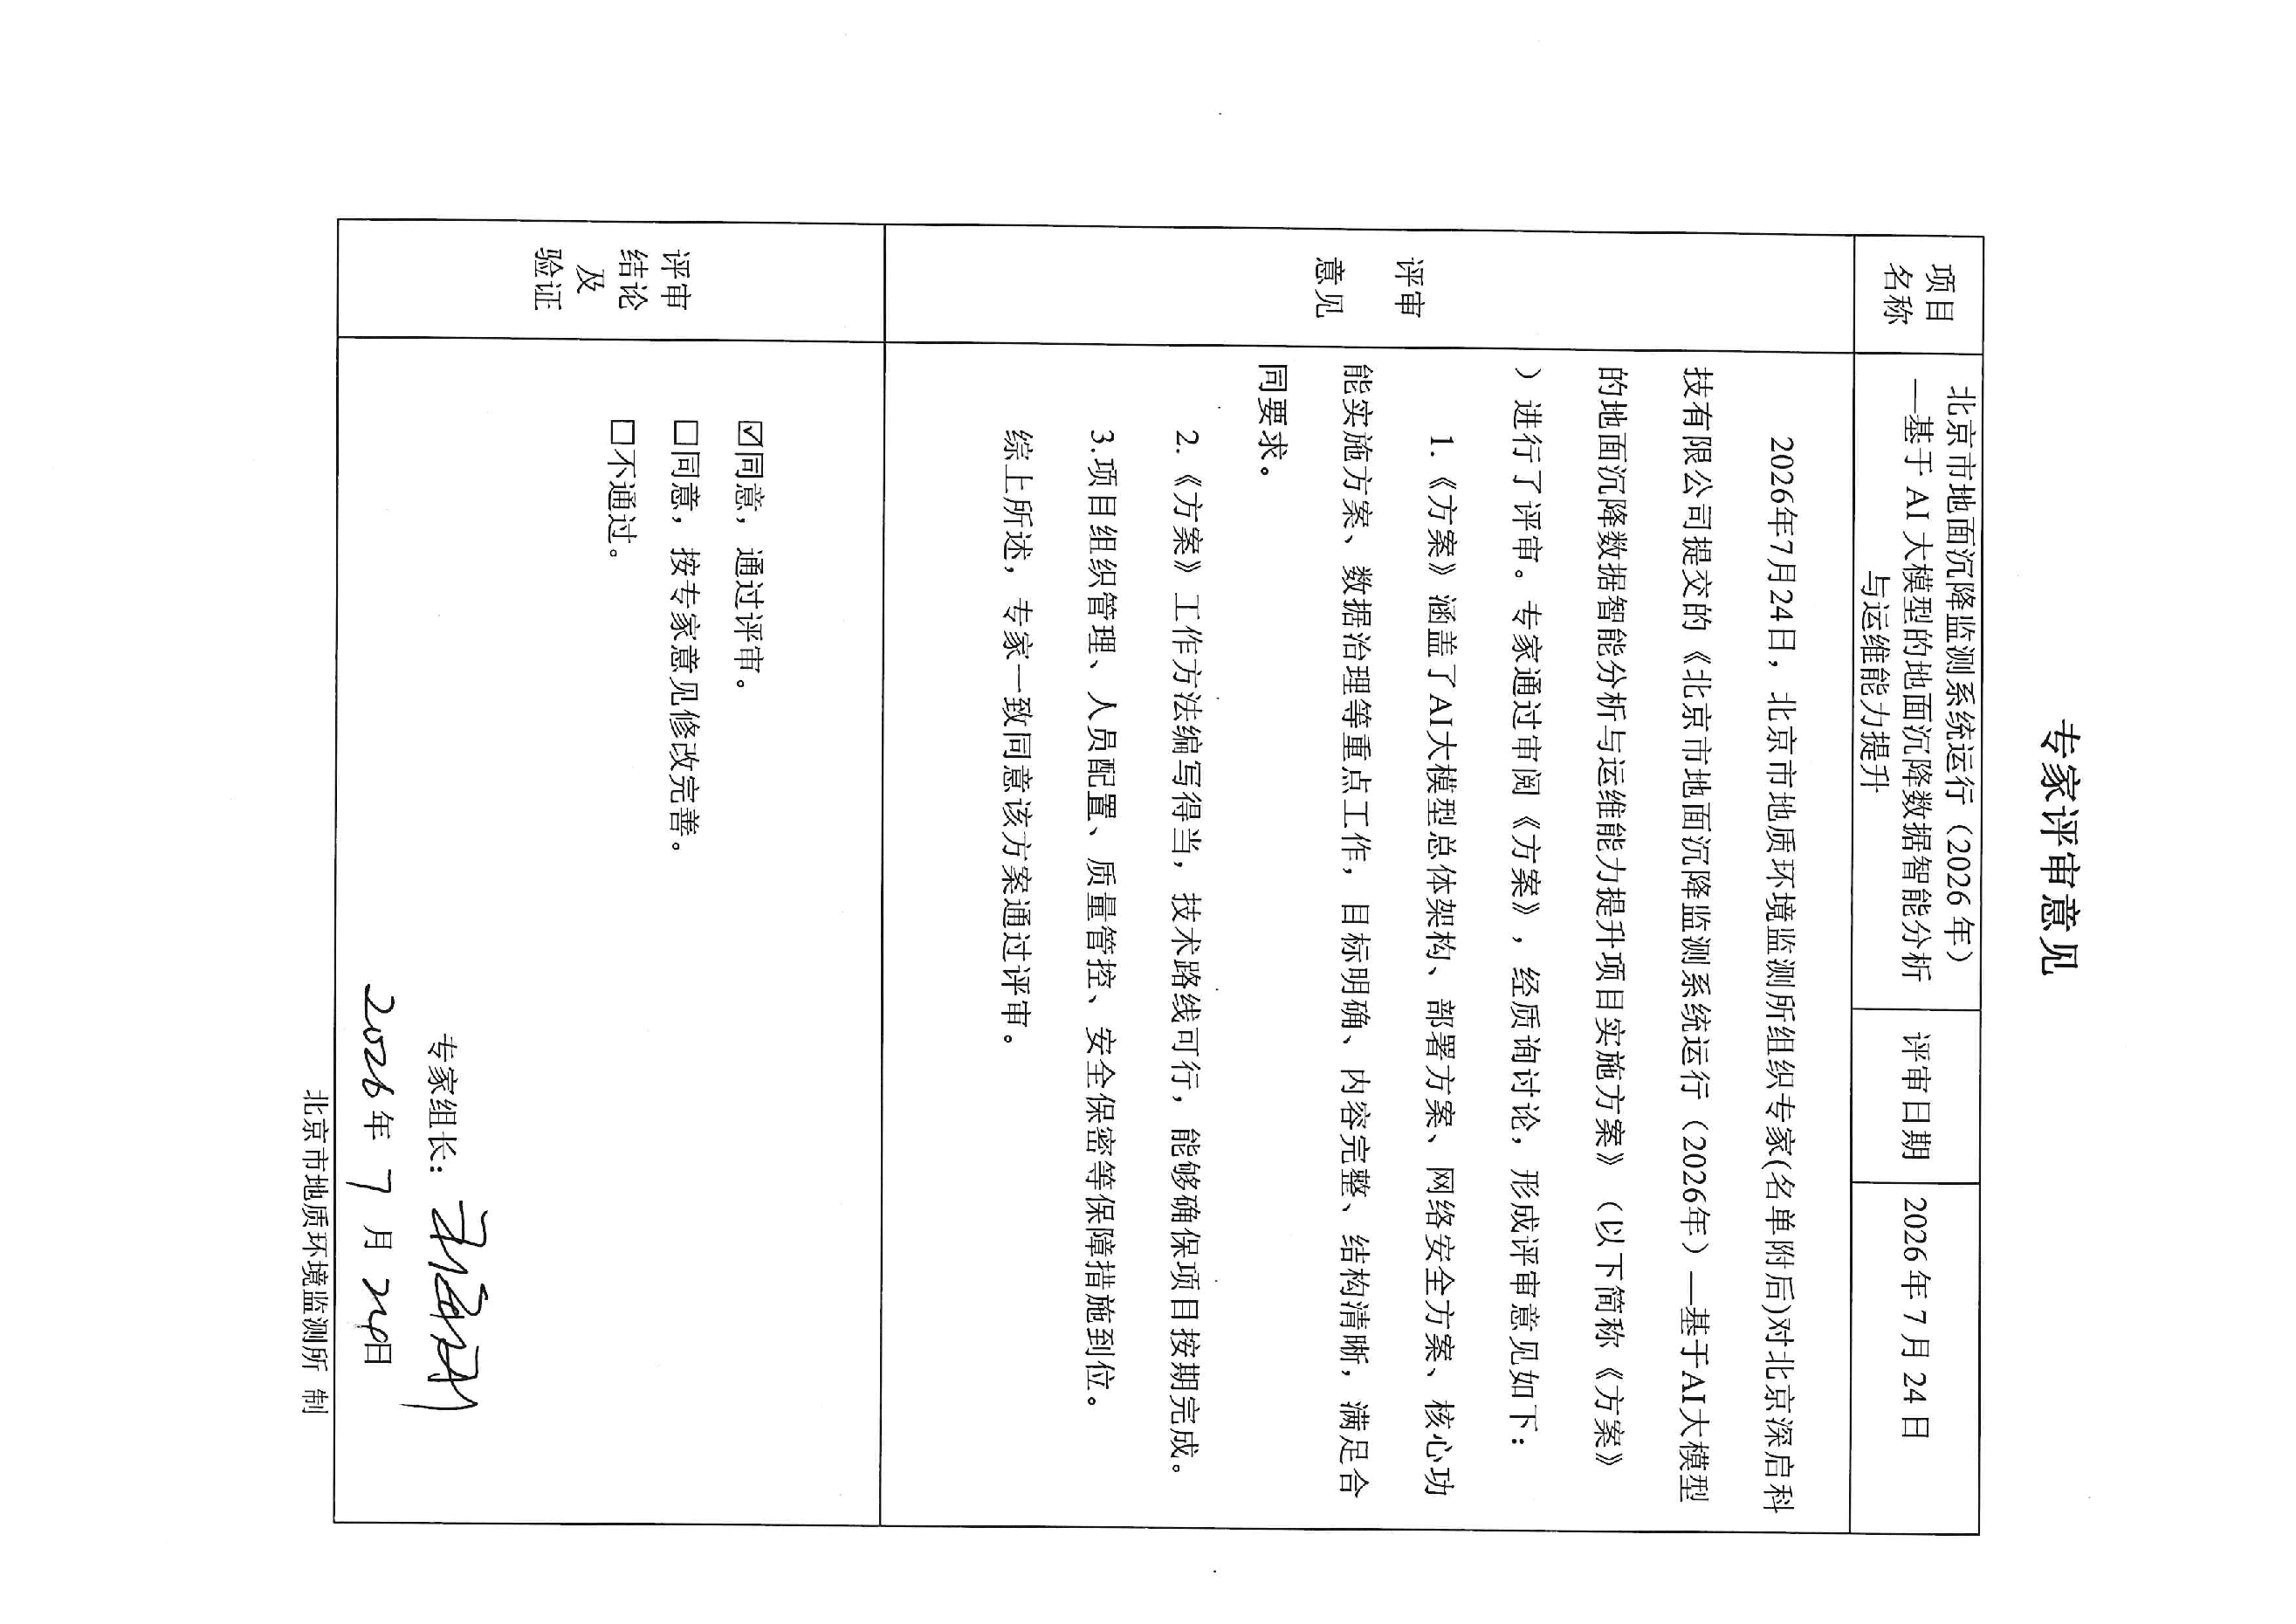 专家评审意见
项目
名称
北京市地面沉降监测系统运行（2026 年）
—基于 AI 大模型的地面沉降数据智能分析
与运维能力提升
评审日期
2026 年 7 月 24 日
评审
意见
2026年7月24日，北京市地质环境监测所组织专家(名单附后)对北京深启科
技有限公司提交的《北京市地面沉降监测系统运行（2026年）—基于AI大模型
的地面沉降数据智能分析与运维能力提升项目实施方案》（以下简称《方案》
）进行了评审。专家通过审阅《方案》，经质询讨论，形成评审意见如下：
1.《方案》涵盖了AI大模型总体架构、部署方案、网络安全方案、核心功
能实施方案、数据治理等重点工作，目标明确、内容完整、结构清晰，满足合
同要求。
2.《方案》工作方法编写得当，技术路线可行，能够确保项目按期完成。
3.项目组织管理、人员配置、质量管控、安全保密等保障措施到位。
综上所述，专家一致同意该方案通过评审。
评审
结论
及
验证
☑同意，通过评审。
□同意，按专家意见修改完善。
□不通过。
专家组长：
2026 年 7 月 24日
北京市地质环境监测所 制